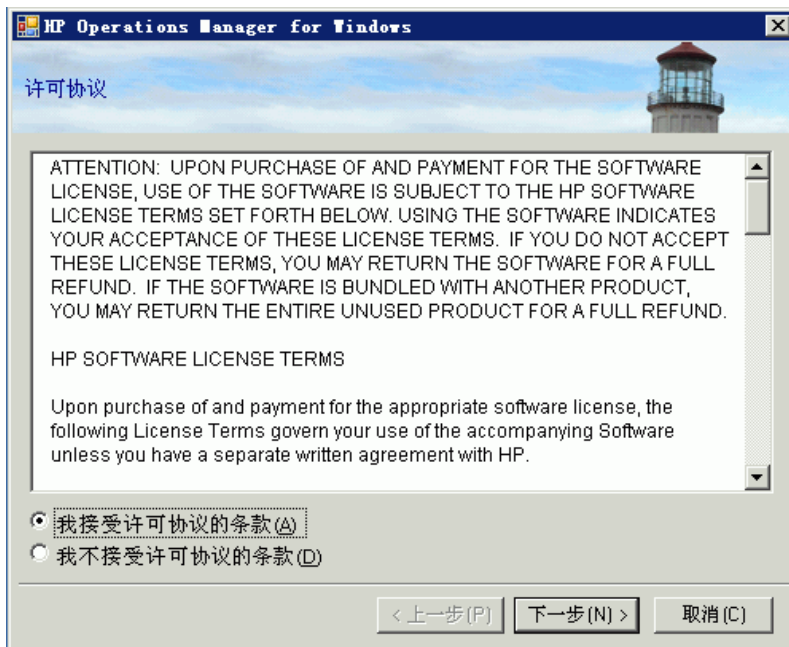 HP Operations Manager for Windows
许可协议
ATTENTION: UPON PURCHASE OF AND PAYMENT FOR THE SOFTWARE
LICENSE, USE OF THE SOFTWARE IS SUBJECT TO THE HP SOFTWARE
LICENSE TERMS SET FORTH BELOW. USING THE SOFTWARE INDICATES
YOUR ACCEPTANCE OF THESE LICENSE TERMS. IF YOU DO NOT ACCEPT
THESE LICENSE TERMS, YOU MAY RETURN THE SOFTWARE FOR A FULL
REFUND. IF THE SOFTWARE IS BUNDLED WITH ANOTHER PRODUCT,
YOU MAY RETURN THE ENTIRE UNUSED PRODUCT FOR A FULL REFUND.
HP SOFTWARE LICENSE TERMS
Upon purchase of and payment for the appropriate software license, the
following License Terms govern your use of the accompanying Software
unless you have a separate written agreement with HP.
我接受许可协议的条款(A)
我不接受许可协议的条款(D)
< 上一步(P) 下一步(N) > 取消(C)